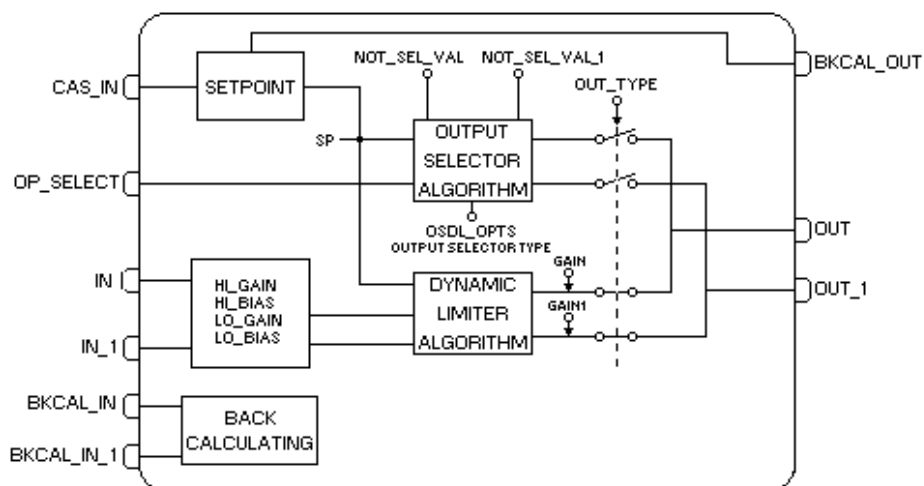 NOT_SEL_VAL NOT_SEL_VAL_1
BKCAL_OUT
CAS_IN
SETPOINT
OUT_TYPE
SP
OUTPUT
SELECTOR
ALGORITHM
OP_SELECT
OSDL_OPTS
OUTPUT SELECTOR TYPE
OUT
IN
HI_GAIN
HI_BIAS
LO_GAIN
LO_BIAS
DYNAMIC
LIMITER
ALGORITHM
GAIN
GAIN1
OUT_1
IN_1
BKCAL_IN
BACK
CALCULATING
BKCAL_IN_1